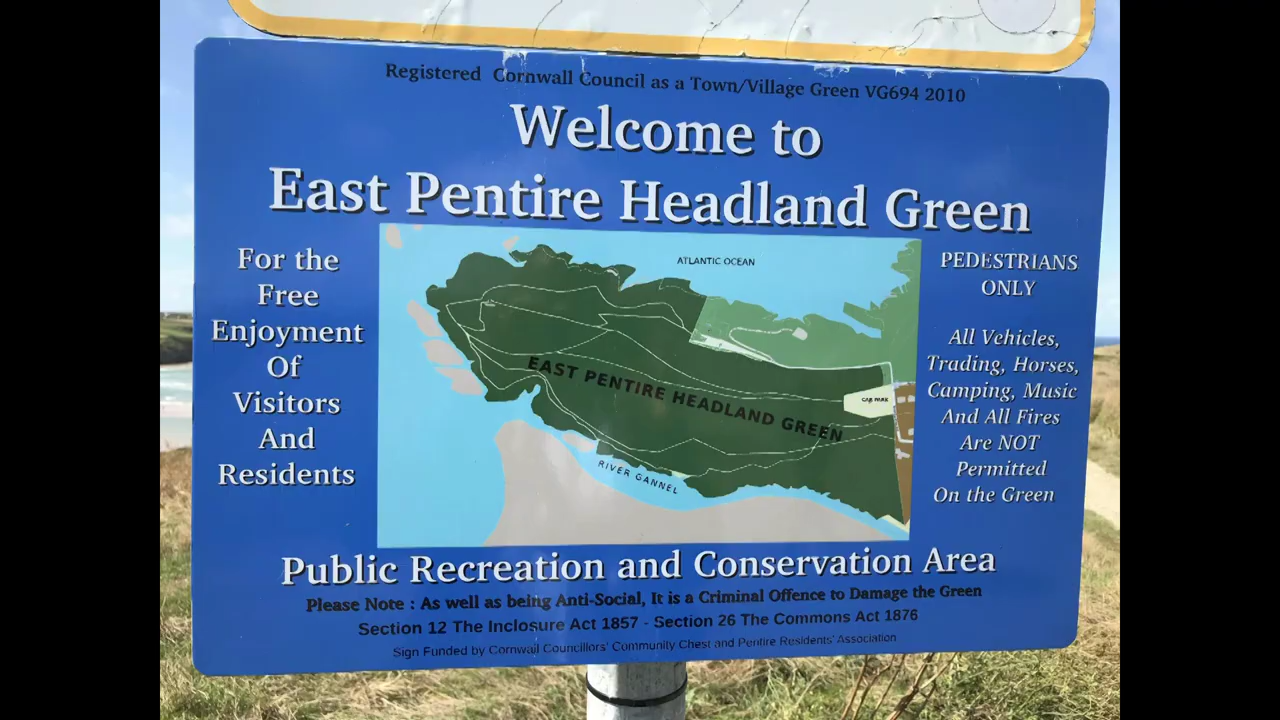 Registered Cornwall Council as a Town/Village Green VG694 2010
Welcome to
East Pentire Headland Green
For the
Free
Enjoyment
Of
Visitors
And
Residents
ATLANTIC OCEAN
EAST PENTIRE HEADLAND GREEN
CAR PARK
RIVER GANNEL
PEDESTRIANS
ONLY
All Vehicles,
Trading, Horses,
Camping, Music
And All Fires
Are NOT
Permitted
On the Green
Public Recreation and Conservation Area
Please Note : As well as being Anti-Social, It is a Criminal Offence to Damage the Green
Section 12 The Inclosure Act 1857 - Section 26 The Commons Act 1876
Sign Funded by Cornwall Councillors' Community Chest and Pentire Residents' Association